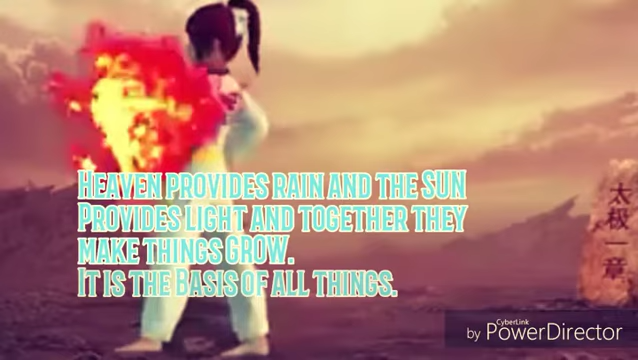 Heaven provides rain and the Sun
Provides light and together they
make things GROW.
It is the Basis of all things.
太极一章
CyberLink
by PowerDirector